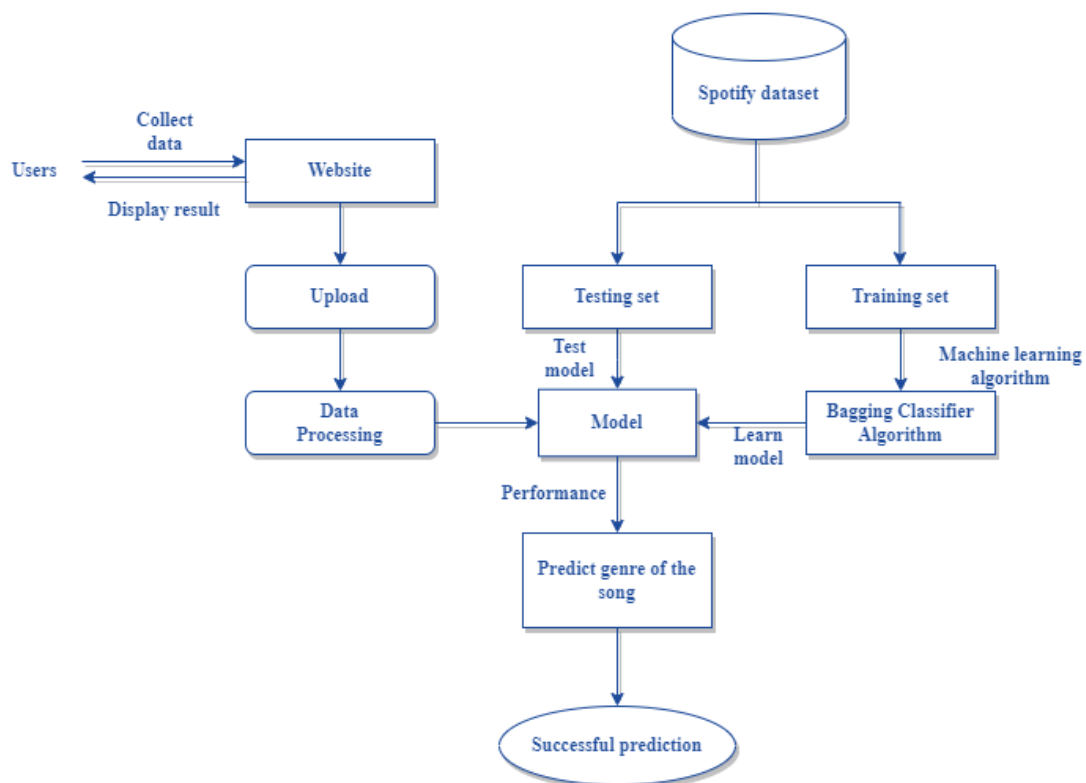 Spotify dataset
Collect
data
Users
Website
Display result
Upload
Testing set
Training set
Test
model
Machine learning
algorithm
Data
Processing
Model
Bagging Classifier
Algorithm
Learn
model
Performance
Predict genre of the
song
Successful prediction